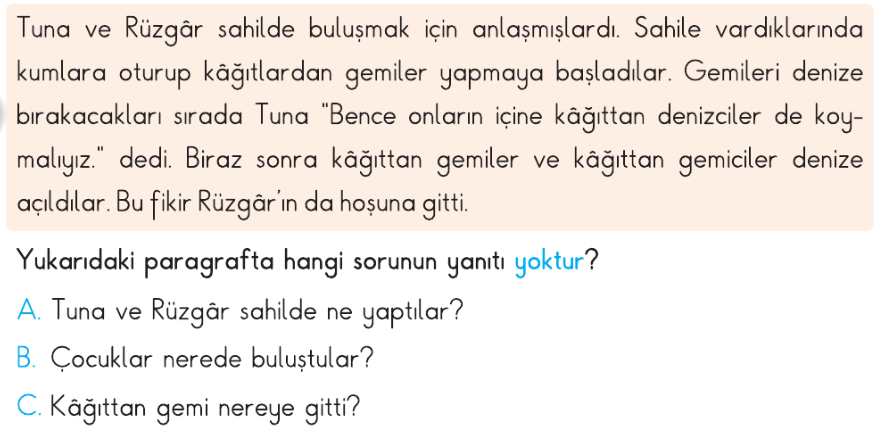 Tuna ve Rüzgâr sahilde buluşmak için anlaşmışlardı. Sahile vardıklarında
kumlara oturup kâğıtlardan gemiler yapmaya başladılar. Gemileri denize
bırakacakları sırada Tuna "Bence onların içine kâğıttan denizciler de koy-
malıyız." dedi. Biraz sonra kâğıttan gemiler ve kâğıttan gemiciler denize
açıldılar. Bu fikir Rüzgâr'ın da hoşuna gitti.
Yukarıdaki paragrafta hangi sorunun yanıtı yoktur?
A. Tuna ve Rüzgâr sahilde ne yaptılar?
B. Çocuklar nerede buluştular?
C. Kâğıttan gemi nereye gitti?